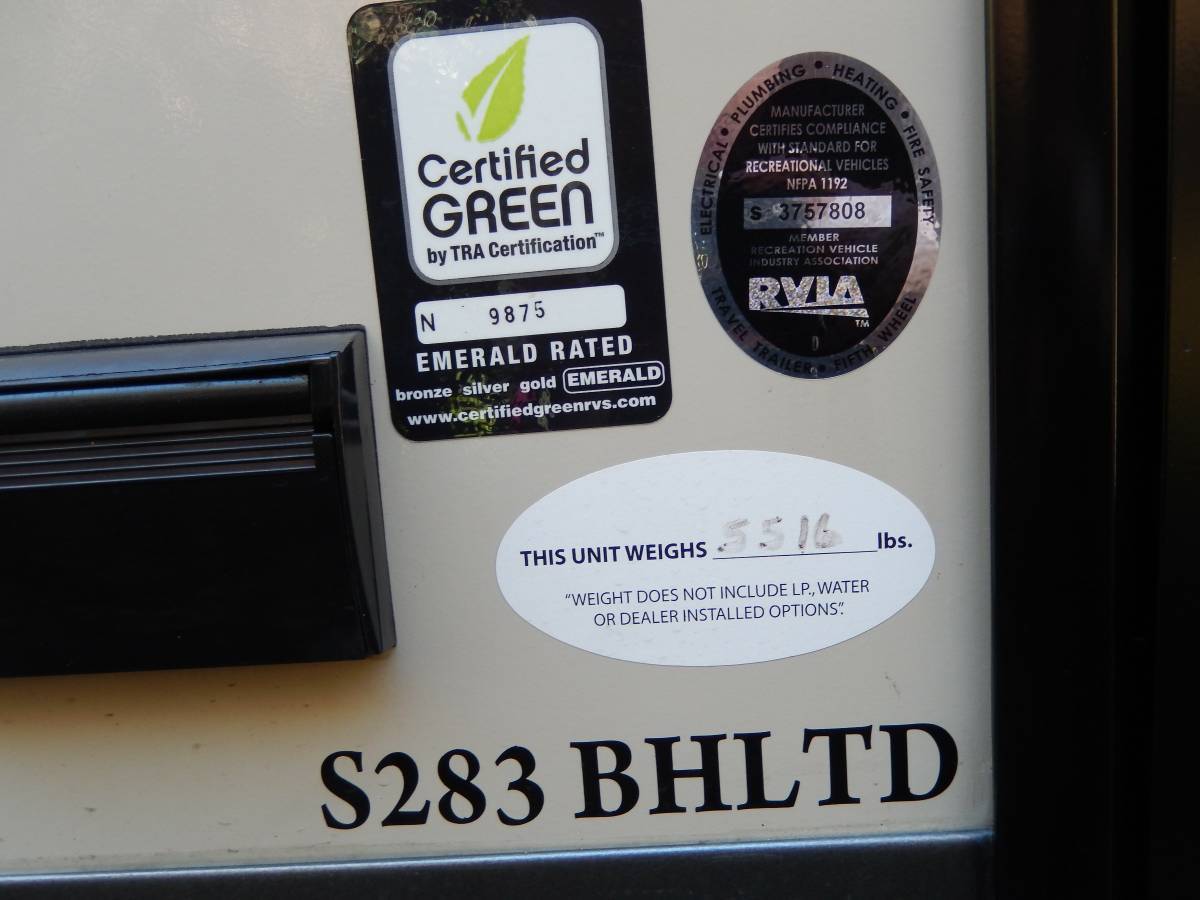 Certified
GREEN
by TRA Certification™
N 9875
EMERALD RATED
bronze silver gold EMERALD
www.certifiedgreenrvs.com
ELECTRICAL • PLUMBING • HEATING • FIRE SAFETY
MANUFACTURER
CERTIFIES COMPLIANCE
WITH STANDARD FOR
RECREATIONAL VEHICLES
NFPA 1192
S 3757808
MEMBER
RECREATION VEHICLE
INDUSTRY ASSOCIATION
RVIA
TM
D
TRAVEL TRAILER • FIFTH WHEEL
THIS UNIT WEIGHS 5516 lbs.
"WEIGHT DOES NOT INCLUDE LP., WATER
OR DEALER INSTALLED OPTIONS".
S283 BHLTD